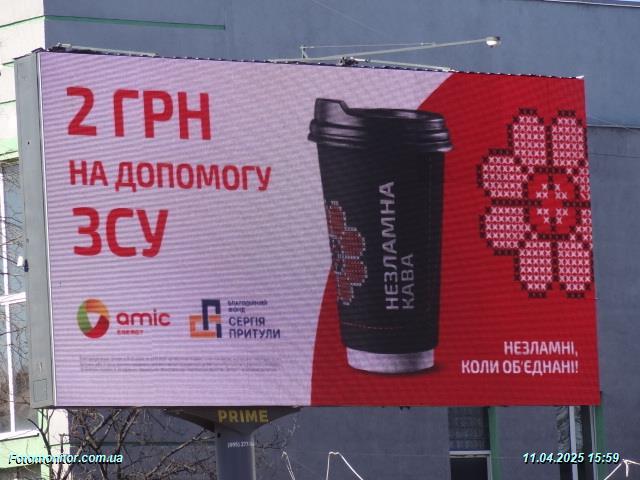 2 ГРН
НА ДОПОМОГУ
ЗСУ
amic
ENERGY
БЛАГОДІЙНИЙ
ФОНД
СЕРГІЯ
ПРИТУЛИ
НЕЗЛАМНА
КАВА
НЕЗЛАМНІ,
КОЛИ ОБ'ЄДНАНІ!
PRIME
Fotomonitor.com.ua
11.04.2025 15:59